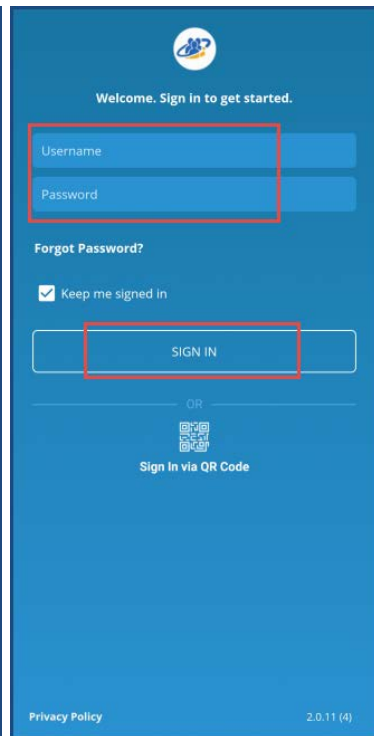 Welcome. Sign in to get started.
Username
Password
Forgot Password?
Keep me signed in
SIGN IN
OR
Sign In via QR Code
Privacy Policy 2.0.11 (4)